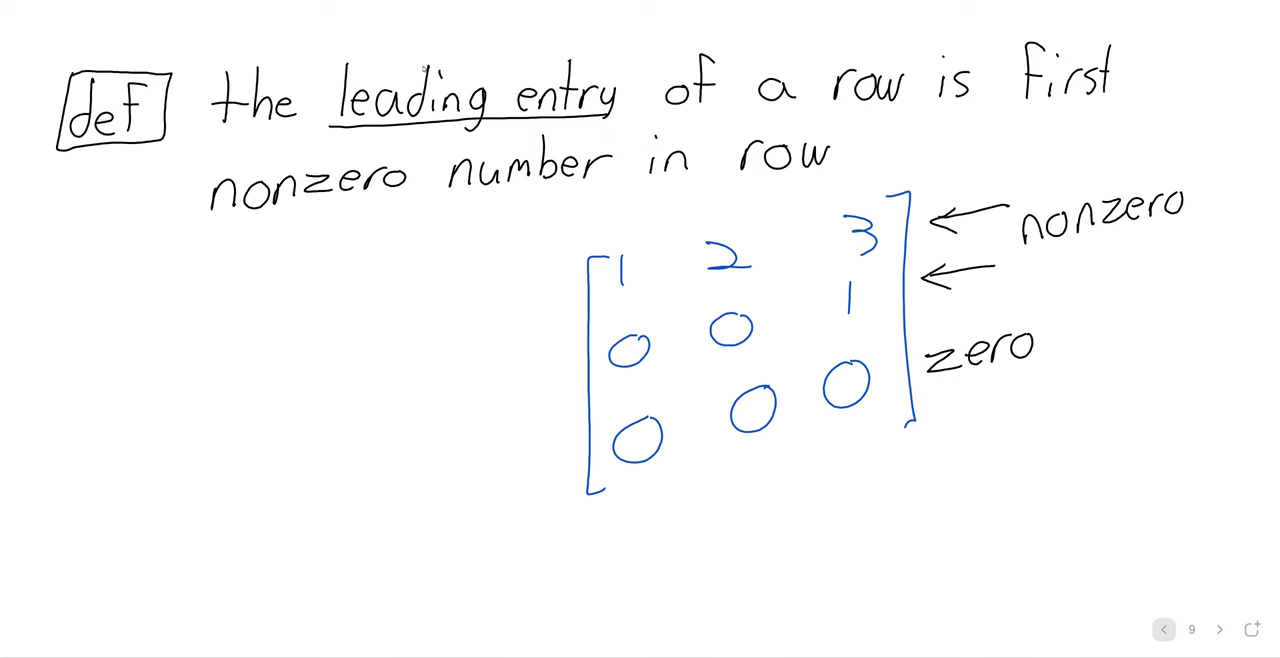 def the leading entry of a row is first
nonzero number in row
1 2 3 nonzero
0 0 1
0 0 0 zero
9